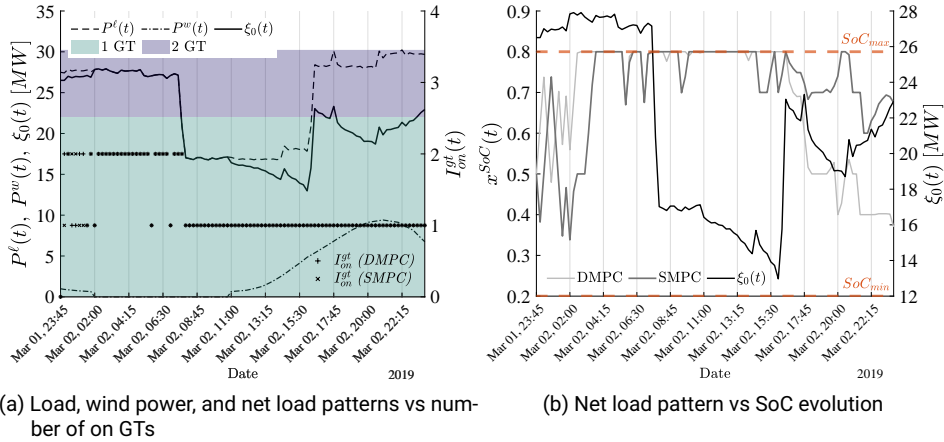 P^ℓ(t) P^w(t) ξ_0(t)
1 GT 2 GT
P^ℓ(t), P^w(t), ξ_0(t) [MW]
35
30
25
20
15
10
5
0
4
3
2
1
0
I_on^gt(t)
I_on^gt (DMPC)
I_on^gt (SMPC)
Mar 01, 23:45
Mar 02, 02:00
Mar 02, 04:15
Mar 02, 06:30
Mar 02, 08:45
Mar 02, 11:00
Mar 02, 13:15
Mar 02, 15:30
Mar 02, 17:45
Mar 02, 20:00
Mar 02, 22:15
Date
2019
(a) Load, wind power, and net load patterns vs num-
ber of on GTs
x^SoC(t)
0.9
0.8
0.7
0.6
0.5
0.4
0.3
0.2
SoC_max
SoC_min
DMPC SMPC ξ_0(t)
28
26
24
22
20
18
16
14
12
ξ_0(t) [MW]
Mar 01, 23:45
Mar 02, 02:00
Mar 02, 04:15
Mar 02, 06:30
Mar 02, 08:45
Mar 02, 11:00
Mar 02, 13:15
Mar 02, 15:30
Mar 02, 17:45
Mar 02, 20:00
Mar 02, 22:15
Date
2019
(b) Net load pattern vs SoC evolution